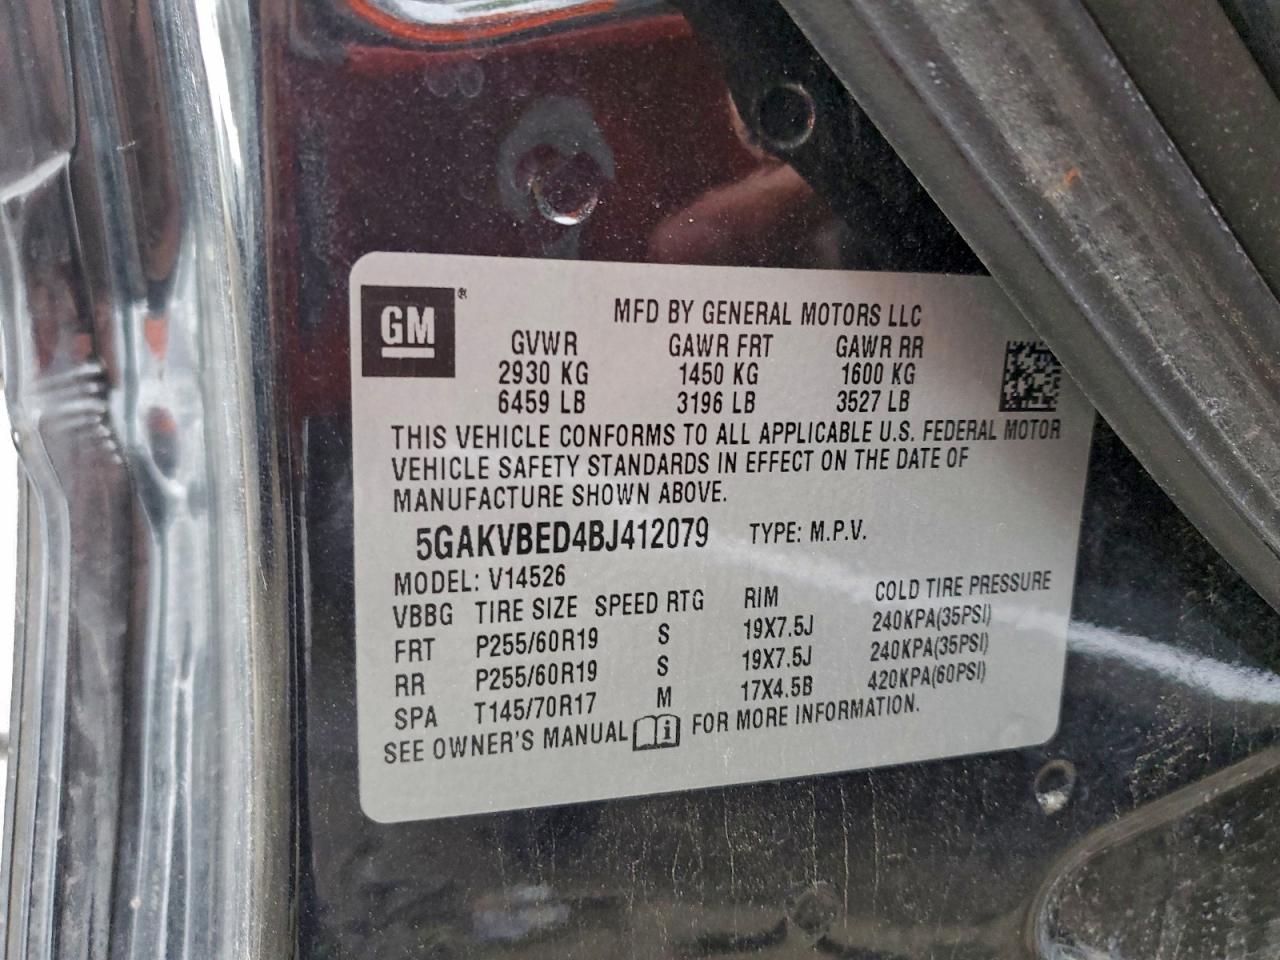 GM®
MFD BY GENERAL MOTORS LLC
GVWR GAWR FRT GAWR RR
2930 KG 1450 KG 1600 KG
6459 LB 3196 LB 3527 LB
THIS VEHICLE CONFORMS TO ALL APPLICABLE U.S. FEDERAL MOTOR
VEHICLE SAFETY STANDARDS IN EFFECT ON THE DATE OF
MANUFACTURE SHOWN ABOVE.
5GAKVBED4BJ412079 TYPE: M.P.V.
MODEL: V14526
VBBG TIRE SIZE SPEED RTG RIM COLD TIRE PRESSURE
FRT P255/60R19 S 19X7.5J 240KPA(35PSI)
RR P255/60R19 S 19X7.5J 240KPA(35PSI)
SPA T145/70R17 M 17X4.5B 420KPA(60PSI)
SEE OWNER'S MANUAL i FOR MORE INFORMATION.